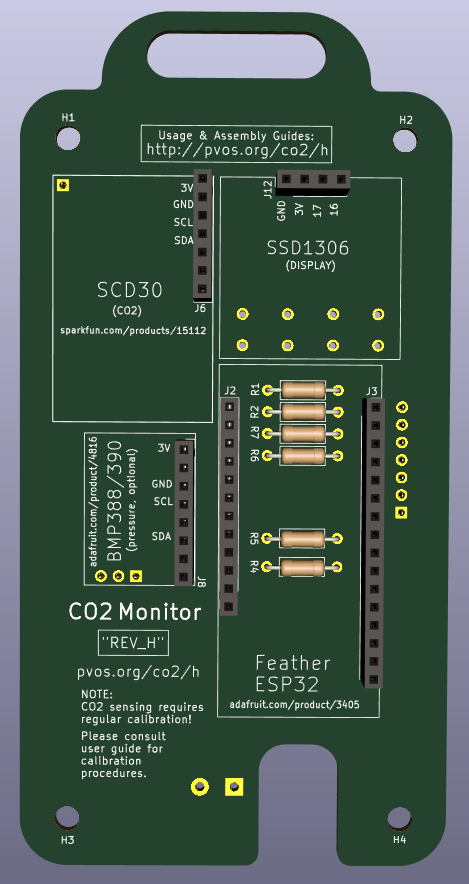 H1
H2
Usage & Assembly Guides:
http://pvos.org/co2/h
3V
GND
SCL
SDA
J6
SCD30
(CO2)
sparkfun.com/products/15112
J12
GND
3V
17
16
SSD1306
(DISPLAY)
J2
R1
R2
R7
R6
R5
R4
J3
adafruit.com/product/4816
BMP388/390
(pressure, optional)
3V
GND
SCL
SDA
J8
CO2 Monitor
"REV_H"
pvos.org/co2/h
NOTE:
CO2 sensing requires
regular calibration!
Please consult
user guide for
calibration
procedures.
Feather
ESP32
adafruit.com/product/3405
H3
H4